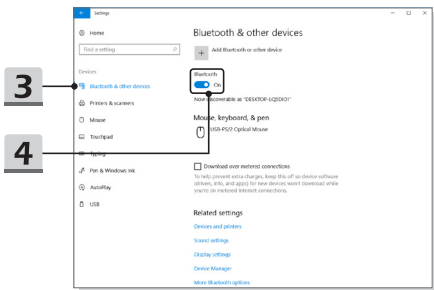 Settings
Home
Find a setting
Devices
Bluetooth & other devices
Printers & scanners
Mouse
Touchpad
Typing
Pen & Windows Ink
AutoPlay
USB
3
4
Bluetooth & other devices
Add Bluetooth or other device
Bluetooth
On
Now discoverable as "DESKTOP-LQ5DIO1"
Mouse, keyboard, & pen
USB-PS/2 Optical Mouse
Download over metered connections
To help prevent extra charges, keep this off so device software
(drivers, info, and apps) for new devices won't download while
you're on metered Internet connections.
Related settings
Devices and printers
Sound settings
Display settings
Device Manager
More Bluetooth options